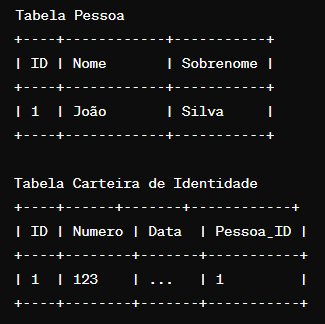 Tabela Pessoa
+----+------------+-----------+
| ID | Nome       | Sobrenome |
+----+------------+-----------+
| 1  | João       | Silva     |
+----+------------+-----------+
Tabela Carteira de Identidade
+----+------+-------+------------+
| ID | Numero | Data  | Pessoa_ID |
+----+--------+-------+-----------+
| 1  | 123    | ...   | 1         |
+----+--------+-------+-----------+